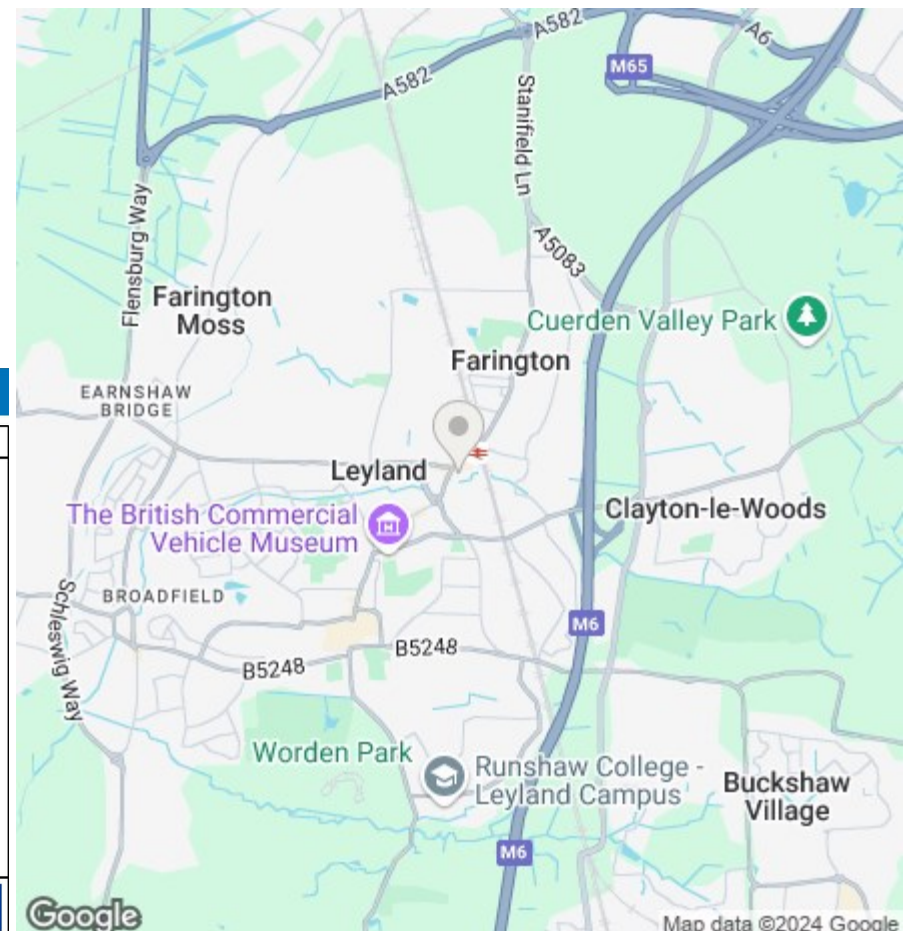 A582
A6
M65
A582
Stanifield Ln
Flensburg Way
A5083
Farington
Moss
Cuerden Valley Park
Farington
EARNSHAW
BRIDGE
Leyland
Clayton-le-Woods
The British Commercial
Vehicle Museum
BROADFIELD
Schleswig Way
M6
B5248
B5248
Worden Park
Runshaw College -
Leyland Campus
Buckshaw
Village
M6
Google
Map data ©2024 Google